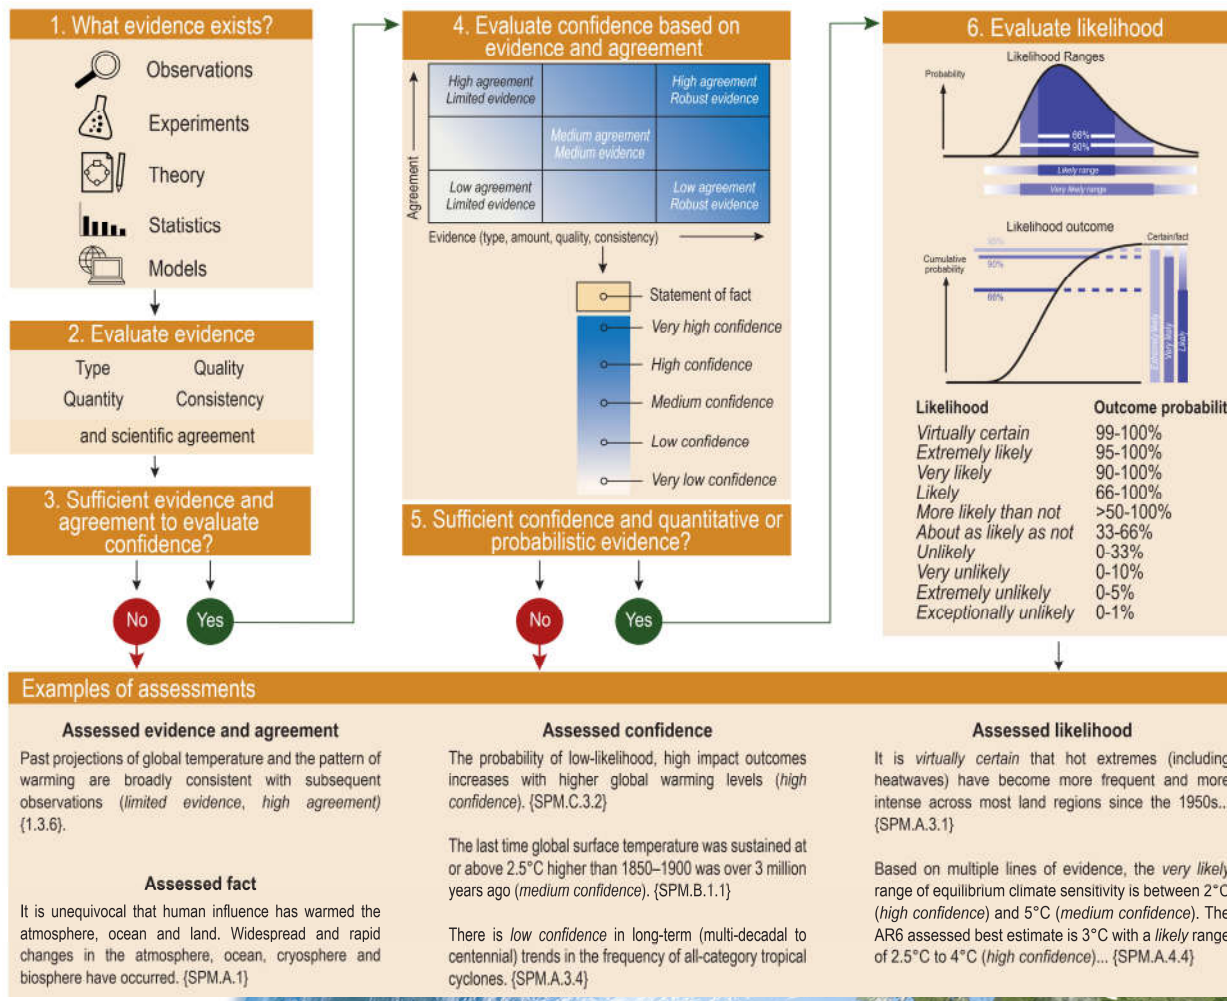 1. What evidence exists?
Observations
Experiments
Theory
Statistics
Models
2. Evaluate evidence
Type Quality
Quantity Consistency
and scientific agreement
3. Sufficient evidence and
agreement to evaluate
confidence?
No
Yes
4. Evaluate confidence based on
evidence and agreement
Agreement
High agreement
Limited evidence
High agreement
Robust evidence
Medium agreement
Medium evidence
Low agreement
Limited evidence
Low agreement
Robust evidence
Evidence (type, amount, quality, consistency)
Statement of fact
Very high confidence
High confidence
Medium confidence
Low confidence
Very low confidence
5. Sufficient confidence and quantitative or
probabilistic evidence?
No
Yes
6. Evaluate likelihood
Likelihood Ranges
Probability
66%
90%
Likely range
Very likely range
Likelihood outcome
Certain/fact
Cumulative
probability
95%
90%
66%
Extremely likely
Very likely
Likely
Likelihood Outcome probabilit
Virtually certain 99-100%
Extremely likely 95-100%
Very likely 90-100%
Likely 66-100%
More likely than not >50-100%
About as likely as not 33-66%
Unlikely 0-33%
Very unlikely 0-10%
Extremely unlikely 0-5%
Exceptionally unlikely 0-1%
Examples of assessments
Assessed evidence and agreement
Past projections of global temperature and the pattern of
warming are broadly consistent with subsequent
observations (limited evidence, high agreement)
{1.3.6}.
Assessed fact
It is unequivocal that human influence has warmed the
atmosphere, ocean and land. Widespread and rapid
changes in the atmosphere, ocean, cryosphere and
biosphere have occurred. {SPM.A.1}
Assessed confidence
The probability of low-likelihood, high impact outcomes
increases with higher global warming levels (high
confidence). {SPM.C.3.2}
The last time global surface temperature was sustained at
or above 2.5°C higher than 1850–1900 was over 3 million
years ago (medium confidence). {SPM.B.1.1}
There is low confidence in long-term (multi-decadal to
centennial) trends in the frequency of all-category tropical
cyclones. {SPM.A.3.4}
Assessed likelihood
It is virtually certain that hot extremes (including
heatwaves) have become more frequent and more
intense across most land regions since the 1950s...
{SPM.A.3.1}
Based on multiple lines of evidence, the very likely
range of equilibrium climate sensitivity is between 2°C
(high confidence) and 5°C (medium confidence). The
AR6 assessed best estimate is 3°C with a likely range
of 2.5°C to 4°C (high confidence)... {SPM.A.4.4}